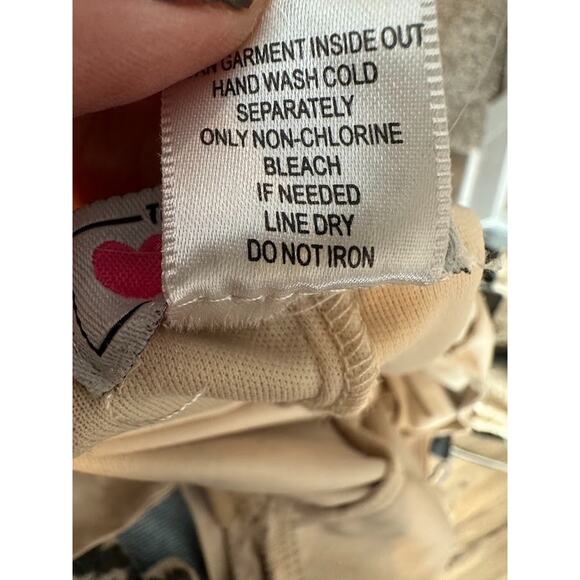 GARMENT INSIDE OUT
HAND WASH COLD
SEPARATELY
ONLY NON-CHLORINE
BLEACH
IF NEEDED
LINE DRY
DO NOT IRON